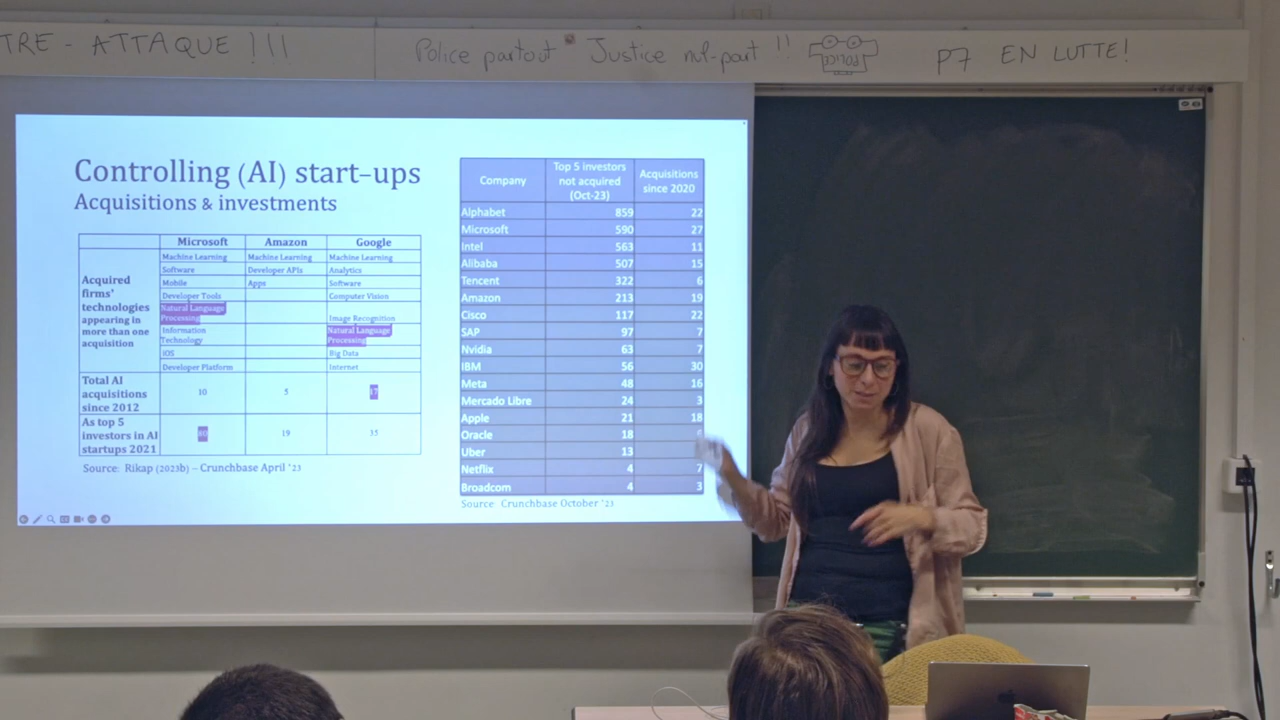 TRE - ATTAQUE !!!
Police partout Justice nul-part !!
POLICE
P7 EN LUTTE!
Controlling (AI) start-ups
Acquisitions & investments
Microsoft Amazon Google
Acquired firms' technologies appearing in more than one acquisition
Machine Learning Machine Learning Machine Learning
Software Developer APIs Analytics
Mobile Apps Software
Developer Tools Computer Vision
Natural Language Processing Image Recognition
Information Technology Natural Language Processing
iOS Big Data
Developer Platform Internet
Total AI acquisitions since 2012 10 5
As top 5 investors in AI startups 2021 19 35
Source: Rikap (2023b) – Crunchbase April '23
Company Top 5 investors not acquired (Oct-23) Acquisitions since 2020
Alphabet 859 22
Microsoft 590 27
Intel 563 11
Alibaba 507 15
Tencent 322 6
Amazon 213 19
Cisco 117 22
SAP 97 7
Nvidia 63 7
IBM 56 30
Meta 48 16
Mercado Libre 24 3
Apple 21 18
Oracle 18
Uber 13
Netflix 4 7
Broadcom 4 3
Source: Crunchbase October '23